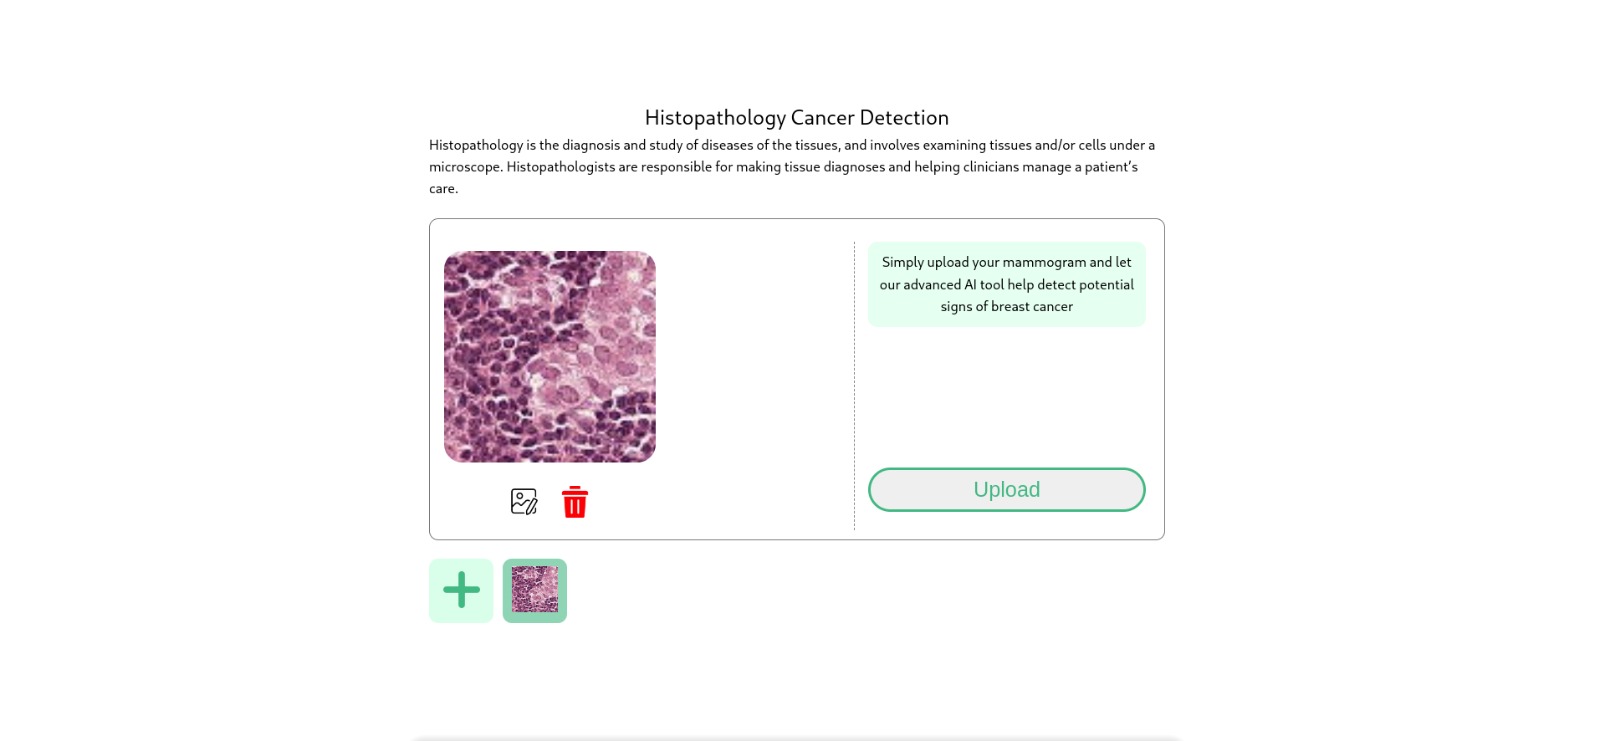 Histopathology Cancer Detection
Histopathology is the diagnosis and study of diseases of the tissues, and involves examining tissues and/or cells under a
microscope. Histopathologists are responsible for making tissue diagnoses and helping clinicians manage a patient’s
care.
Simply upload your mammogram and let
our advanced AI tool help detect potential
signs of breast cancer
Upload